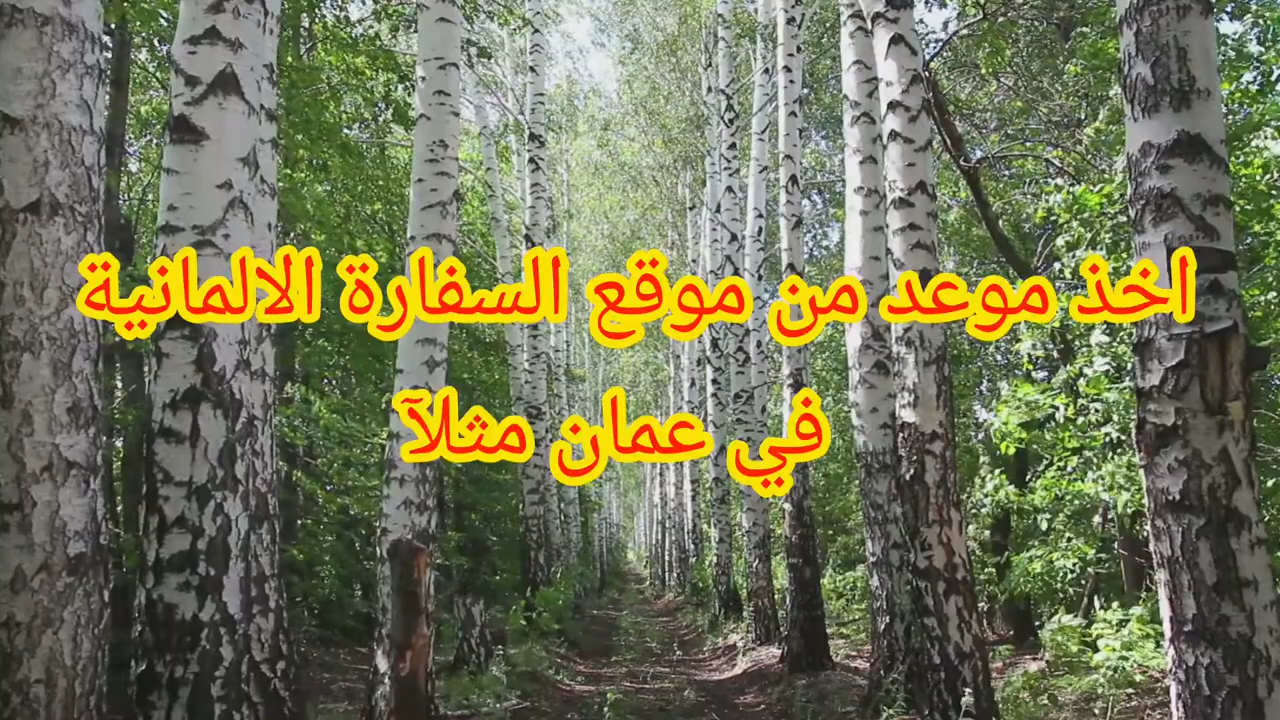 اخذ موعد من موقع السفارة الالمانية
في عمان مثلآ